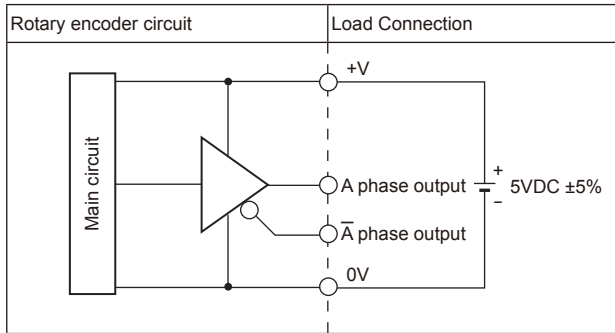 Rotary encoder circuit
Load Connection
Main circuit
+V
A phase output
A̅ phase output
0V
+
5VDC ±5%
−